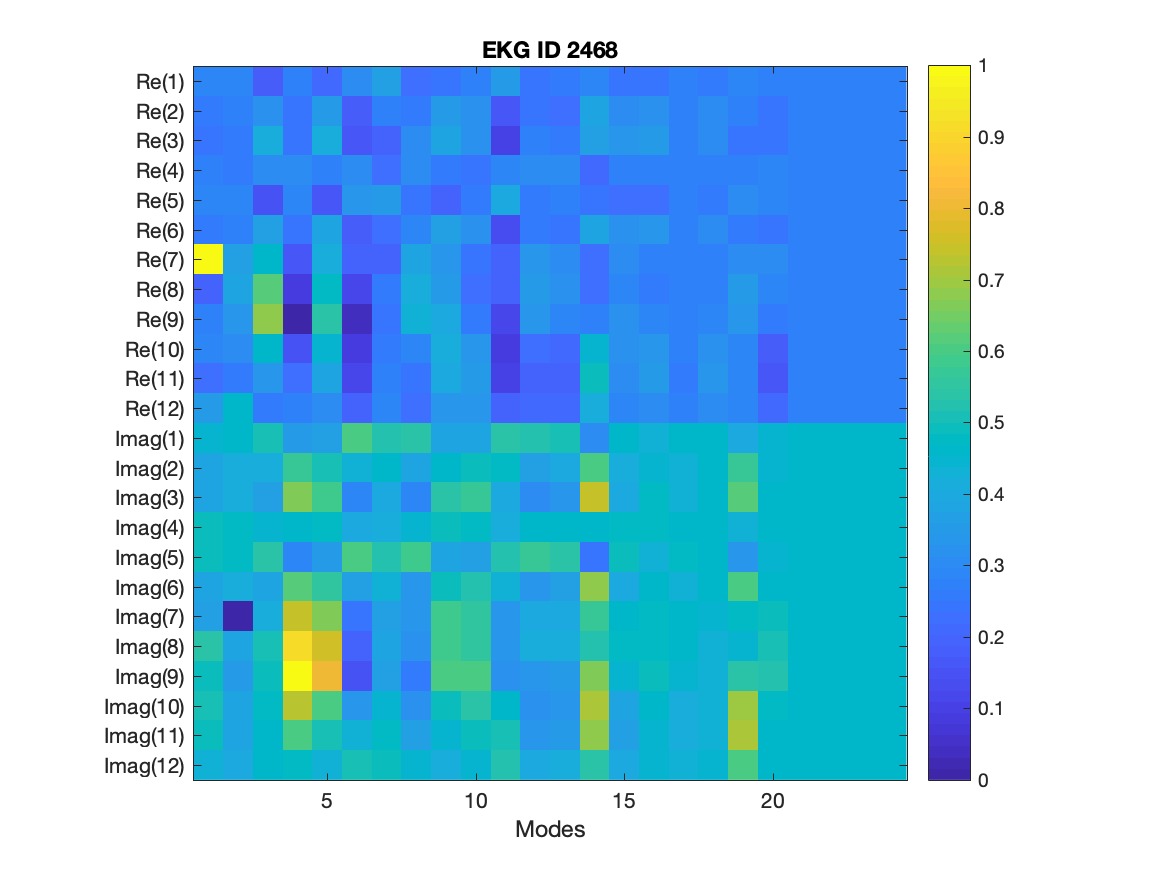 EKG ID 2468
Re(1)
Re(2)
Re(3)
Re(4)
Re(5)
Re(6)
Re(7)
Re(8)
Re(9)
Re(10)
Re(11)
Re(12)
Imag(1)
Imag(2)
Imag(3)
Imag(4)
Imag(5)
Imag(6)
Imag(7)
Imag(8)
Imag(9)
Imag(10)
Imag(11)
Imag(12)
5 10 15 20
Modes
1
0.9
0.8
0.7
0.6
0.5
0.4
0.3
0.2
0.1
0